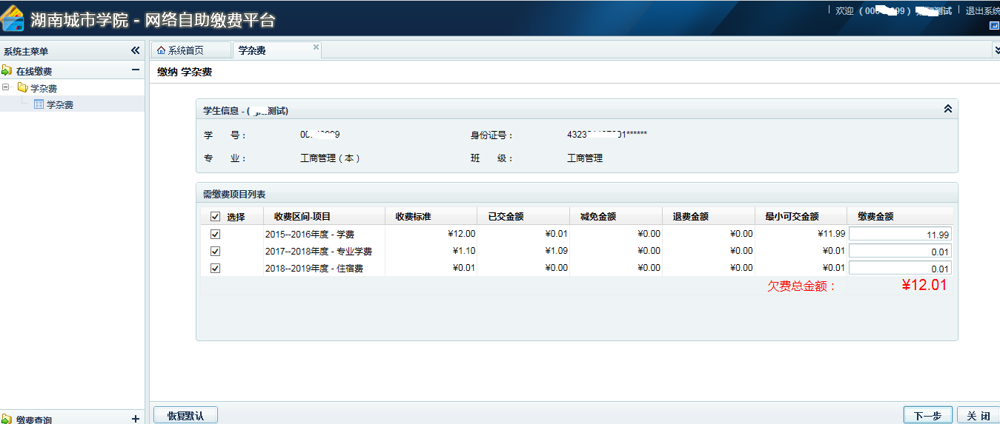 湖南城市学院 - 网络自助缴费平台
欢迎 （00 99） 测试 退出系统
系统主菜单
在线缴费
学杂费
学杂费
缴费查询
系统首页 学杂费
缴纳 学杂费
学生信息 - ( 测试)
学 号： 00 9 身份证号： 4323 01******
专 业： 工商管理（本） 班 级： 工商管理
需缴费项目列表
选择 收费区间-项目 收费标准 已交金额 减免金额 退费金额 最小可交金额 缴费金额
2015--2016年度 - 学费 ¥12.00 ¥0.01 ¥0.00 ¥0.00 ¥11.99 11.99
2017--2018年度 - 专业学费 ¥1.10 ¥1.09 ¥0.00 ¥0.00 ¥0.01 0.01
2018--2019年度 - 住宿费 ¥0.01 ¥0.00 ¥0.00 ¥0.00 ¥0.01 0.01
欠费总金额： ¥12.01
恢复默认 下一步 关 闭